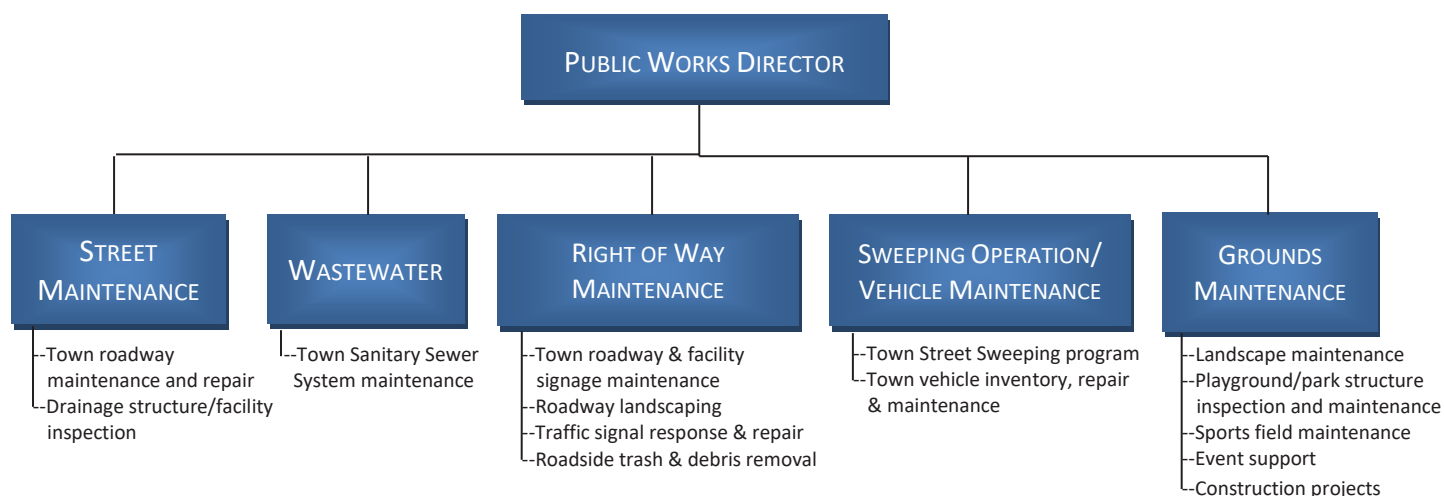 PUBLIC WORKS DIRECTOR
STREET
MAINTENANCE
--Town roadway
maintenance and repair
--Drainage structure/facility
inspection
WASTEWATER
--Town Sanitary Sewer
System maintenance
RIGHT OF WAY
MAINTENANCE
--Town roadway & facility
signage maintenance
--Roadway landscaping
--Traffic signal response & repair
--Roadside trash & debris removal
SWEEPING OPERATION/
VEHICLE MAINTENANCE
--Town Street Sweeping program
--Town vehicle inventory, repair
& maintenance
GROUNDS
MAINTENANCE
--Landscape maintenance
--Playground/park structure
inspection and maintenance
--Sports field maintenance
--Event support
--Construction projects